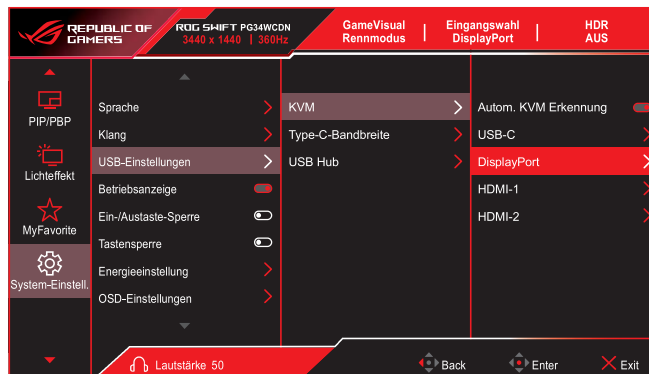 REPUBLIC OF GAMERS
ROG SWIFT PG34WCDN
3440 x 1440 | 360Hz
GameVisual
Rennmodus
Eingangswahl
DisplayPort
HDR
AUS
PIP/PBP
Lichteffekt
MyFavorite
System-Einstell.
Sprache
Klang
USB-Einstellungen
Betriebsanzeige
Ein-/Austaste-Sperre
Tastensperre
Energieeinstellung
OSD-Einstellungen
KVM
Type-C-Bandbreite
USB Hub
Autom. KVM Erkennung
USB-C
DisplayPort
HDMI-1
HDMI-2
Lautstärke 50
Back
Enter
Exit